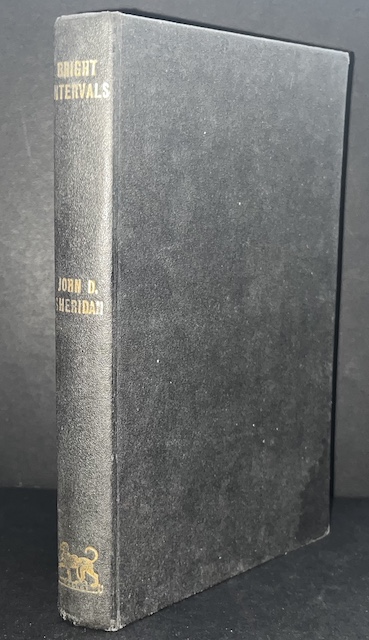 BRIGHT
INTERVALS
JOHN D.
SHERIDAN